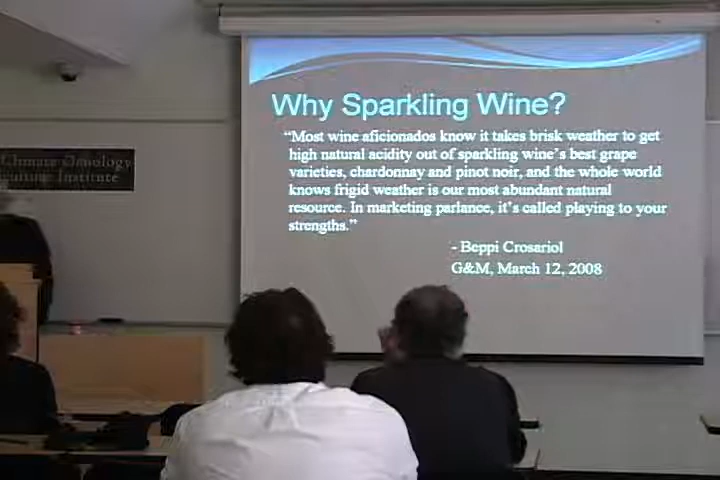 Why Sparkling Wine?
“Most wine aficionados know it takes brisk weather to get
high natural acidity out of sparkling wine’s best grape
varieties, chardonnay and pinot noir, and the whole world
knows frigid weather is our most abundant natural
resource. In marketing parlance, it’s called playing to your
strengths.”
- Beppi Crosariol
G&M, March 12, 2008
Institute